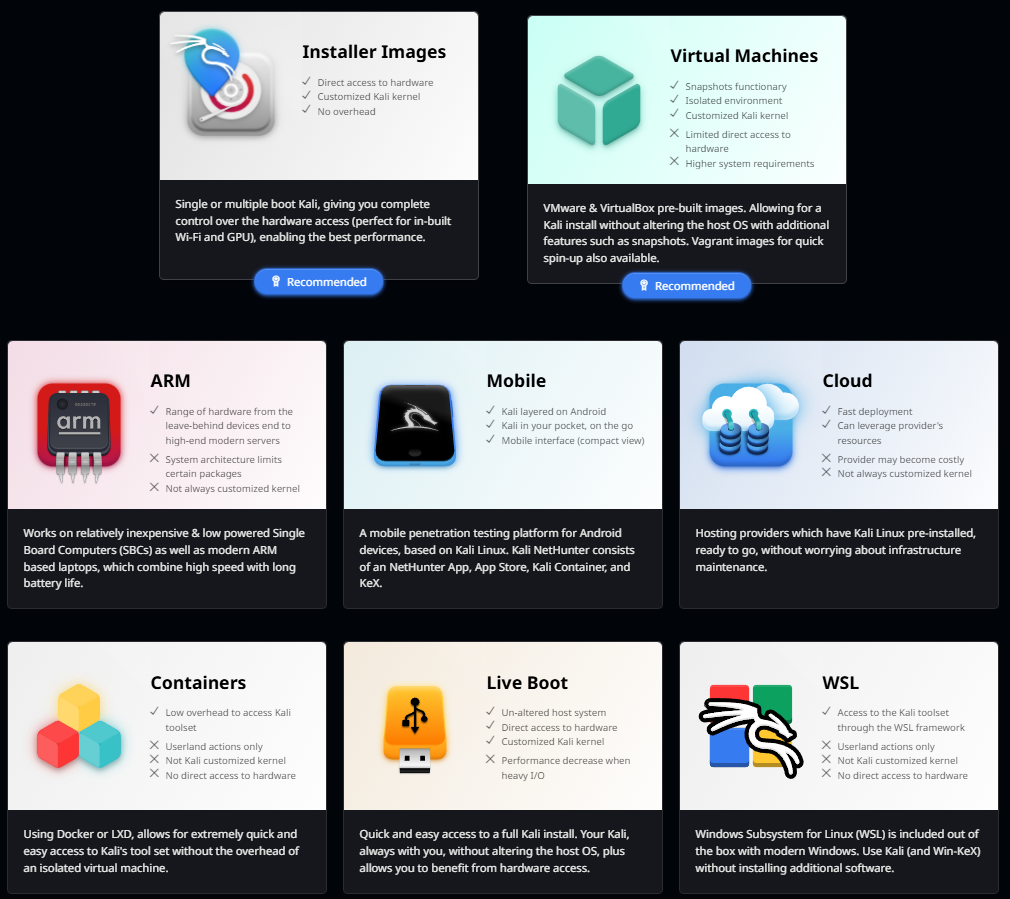 Installer Images
Direct access to hardware
Customized Kali kernel
No overhead
Single or multiple boot Kali, giving you complete
control over the hardware access (perfect for in-built
Wi-Fi and GPU), enabling the best performance.
Recommended
Virtual Machines
Snapshots functionary
Isolated environment
Customized Kali kernel
Limited direct access to
hardware
Higher system requirements
VMware & VirtualBox pre-built images. Allowing for a
Kali install without altering the host OS with additional
features such as snapshots. Vagrant images for quick
spin-up also available.
Recommended
arm
ARM
Range of hardware from the
leave-behind devices end to
high-end modern servers
System architecture limits
certain packages
Not always customized kernel
Works on relatively inexpensive & low powered Single
Board Computers (SBCs) as well as modern ARM
based laptops, which combine high speed with long
battery life.
Mobile
Kali layered on Android
Kali in your pocket, on the go
Mobile interface (compact view)
A mobile penetration testing platform for Android
devices, based on Kali Linux. Kali NetHunter consists
of an NetHunter App, App Store, Kali Container, and
KeX.
Cloud
Fast deployment
Can leverage provider's
resources
Provider may become costly
Not always customized kernel
Hosting providers which have Kali Linux pre-installed,
ready to go, without worrying about infrastructure
maintenance.
Containers
Low overhead to access Kali
toolset
Userland actions only
Not Kali customized kernel
No direct access to hardware
Using Docker or LXD, allows for extremely quick and
easy access to Kali's tool set without the overhead of
an isolated virtual machine.
Live Boot
Un-altered host system
Direct access to hardware
Customized Kali kernel
Performance decrease when
heavy I/O
Quick and easy access to a full Kali install. Your Kali,
always with you, without altering the host OS, plus
allows you to benefit from hardware access.
WSL
Access to the Kali toolset
through the WSL framework
Userland actions only
Not Kali customized kernel
No direct access to hardware
Windows Subsystem for Linux (WSL) is included out of
the box with modern Windows. Use Kali (and Win-KeX)
without installing additional software.